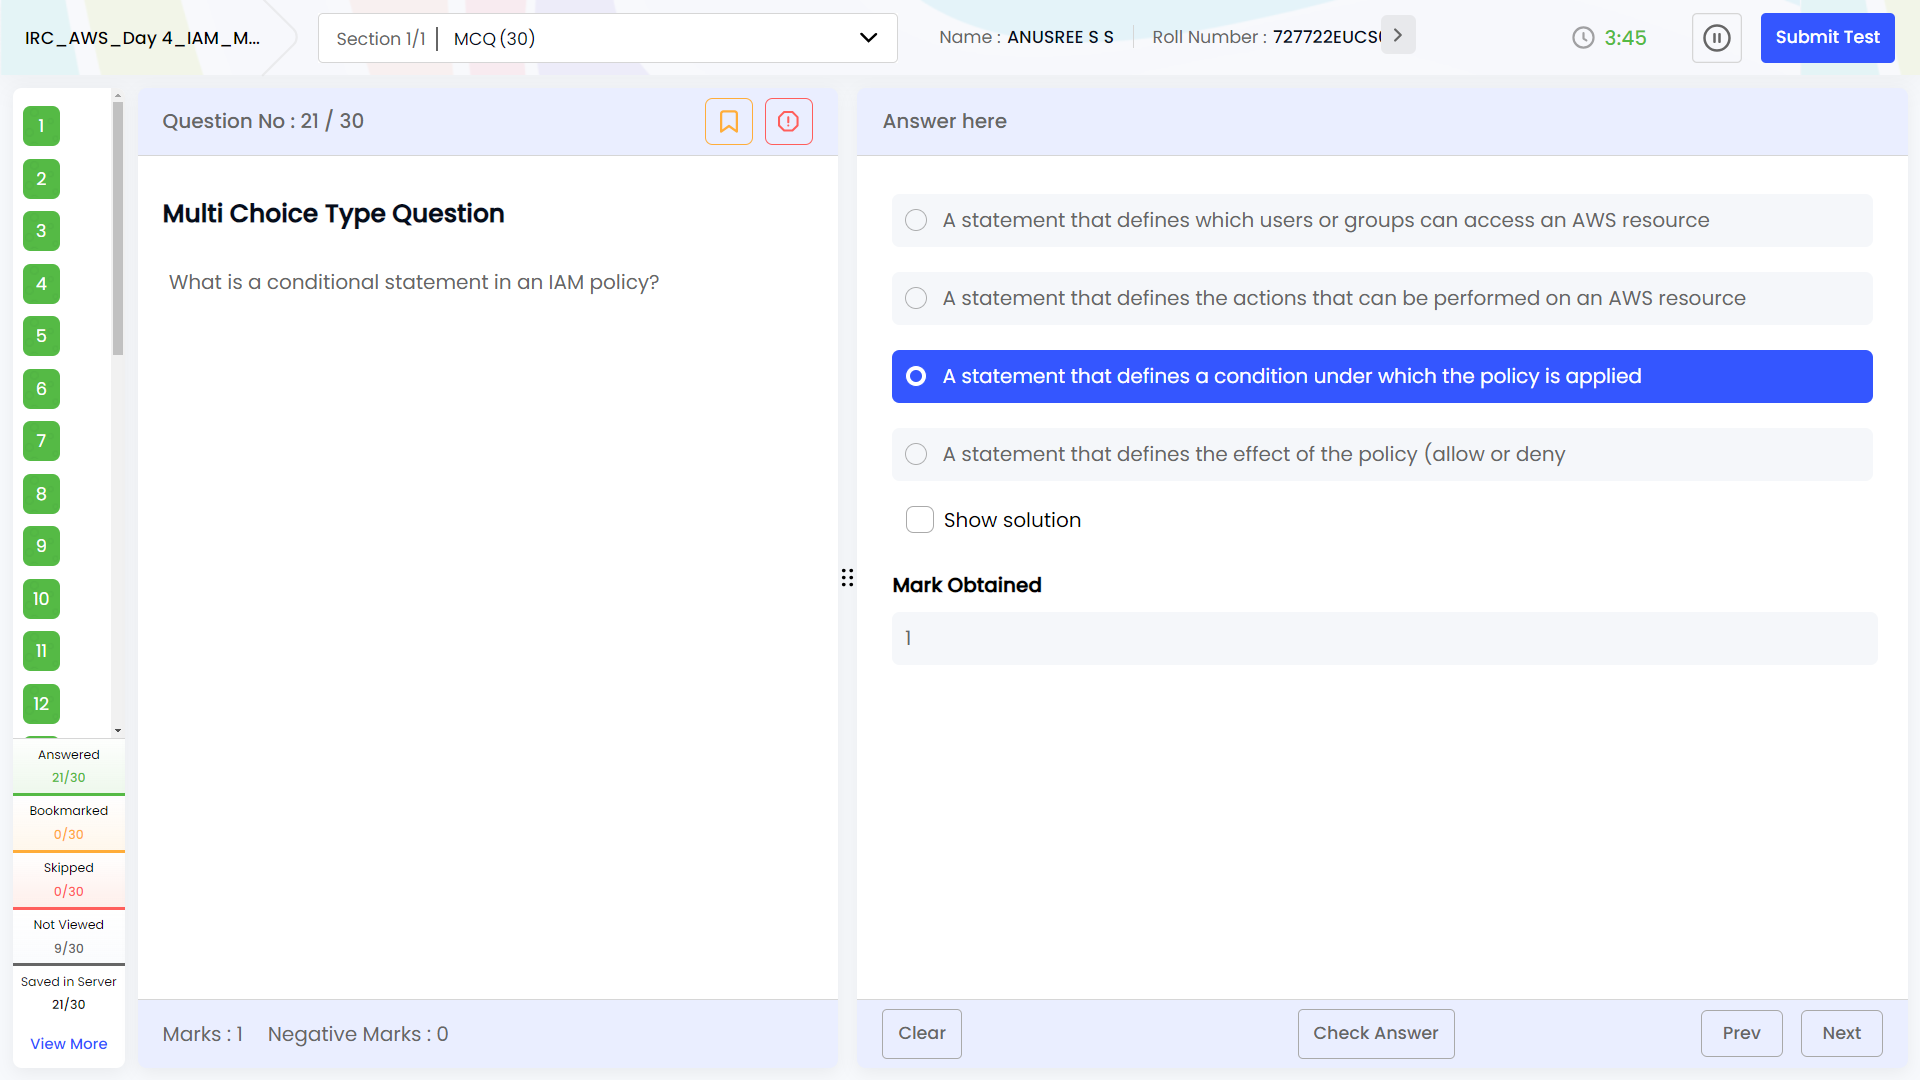 IRC_AWS_Day 4_IAM_M...
Section 1/1 | MCQ (30)
Name : ANUSREE S S
Roll Number : 727722EUCS
3:45
Submit Test
1
2
3
4
5
6
7
8
9
10
11
12
Answered
21/30
Bookmarked
0/30
Skipped
0/30
Not Viewed
9/30
Saved in Server
21/30
View More
Question No : 21 / 30
Multi Choice Type Question
What is a conditional statement in an IAM policy?
Marks : 1 Negative Marks : 0
Answer here
A statement that defines which users or groups can access an AWS resource
A statement that defines the actions that can be performed on an AWS resource
A statement that defines a condition under which the policy is applied
A statement that defines the effect of the policy (allow or deny
Show solution
Mark Obtained
1
Clear
Check Answer
Prev
Next